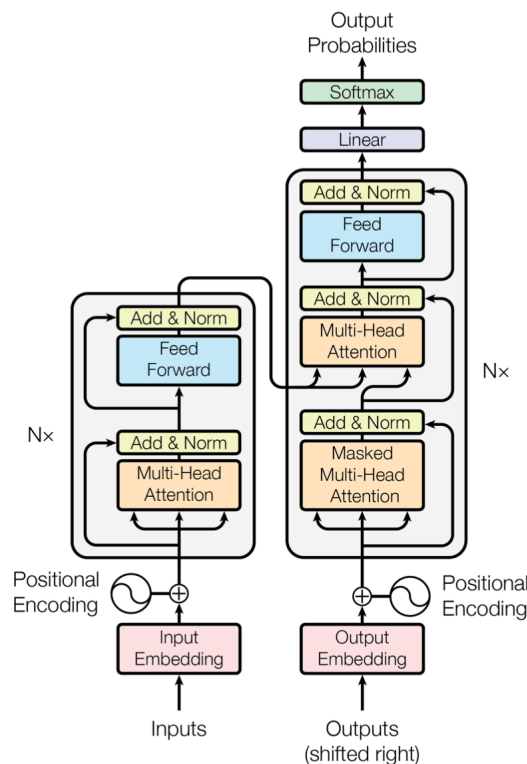 Output
Probabilities
Softmax
Linear
Add & Norm
Feed
Forward
Add & Norm
Multi-Head
Attention
Add & Norm
Masked
Multi-Head
Attention
N×
Add & Norm
Feed
Forward
Add & Norm
Multi-Head
Attention
N×
Positional
Encoding
Positional
Encoding
Input
Embedding
Output
Embedding
Inputs
Outputs
(shifted right)